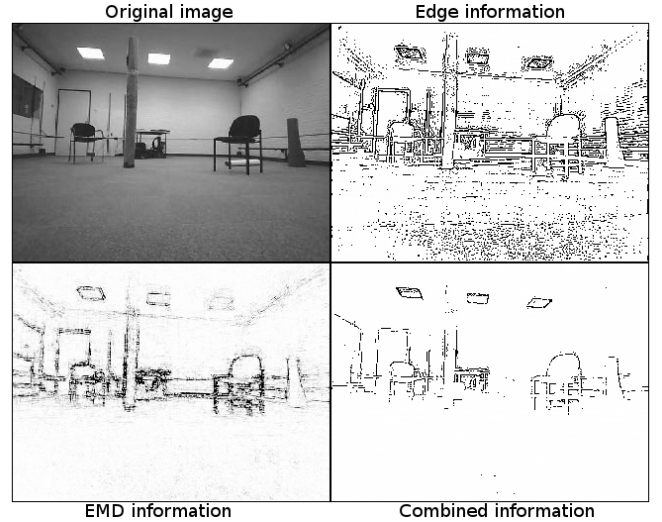 Original image
Edge information
EMD information
Combined information